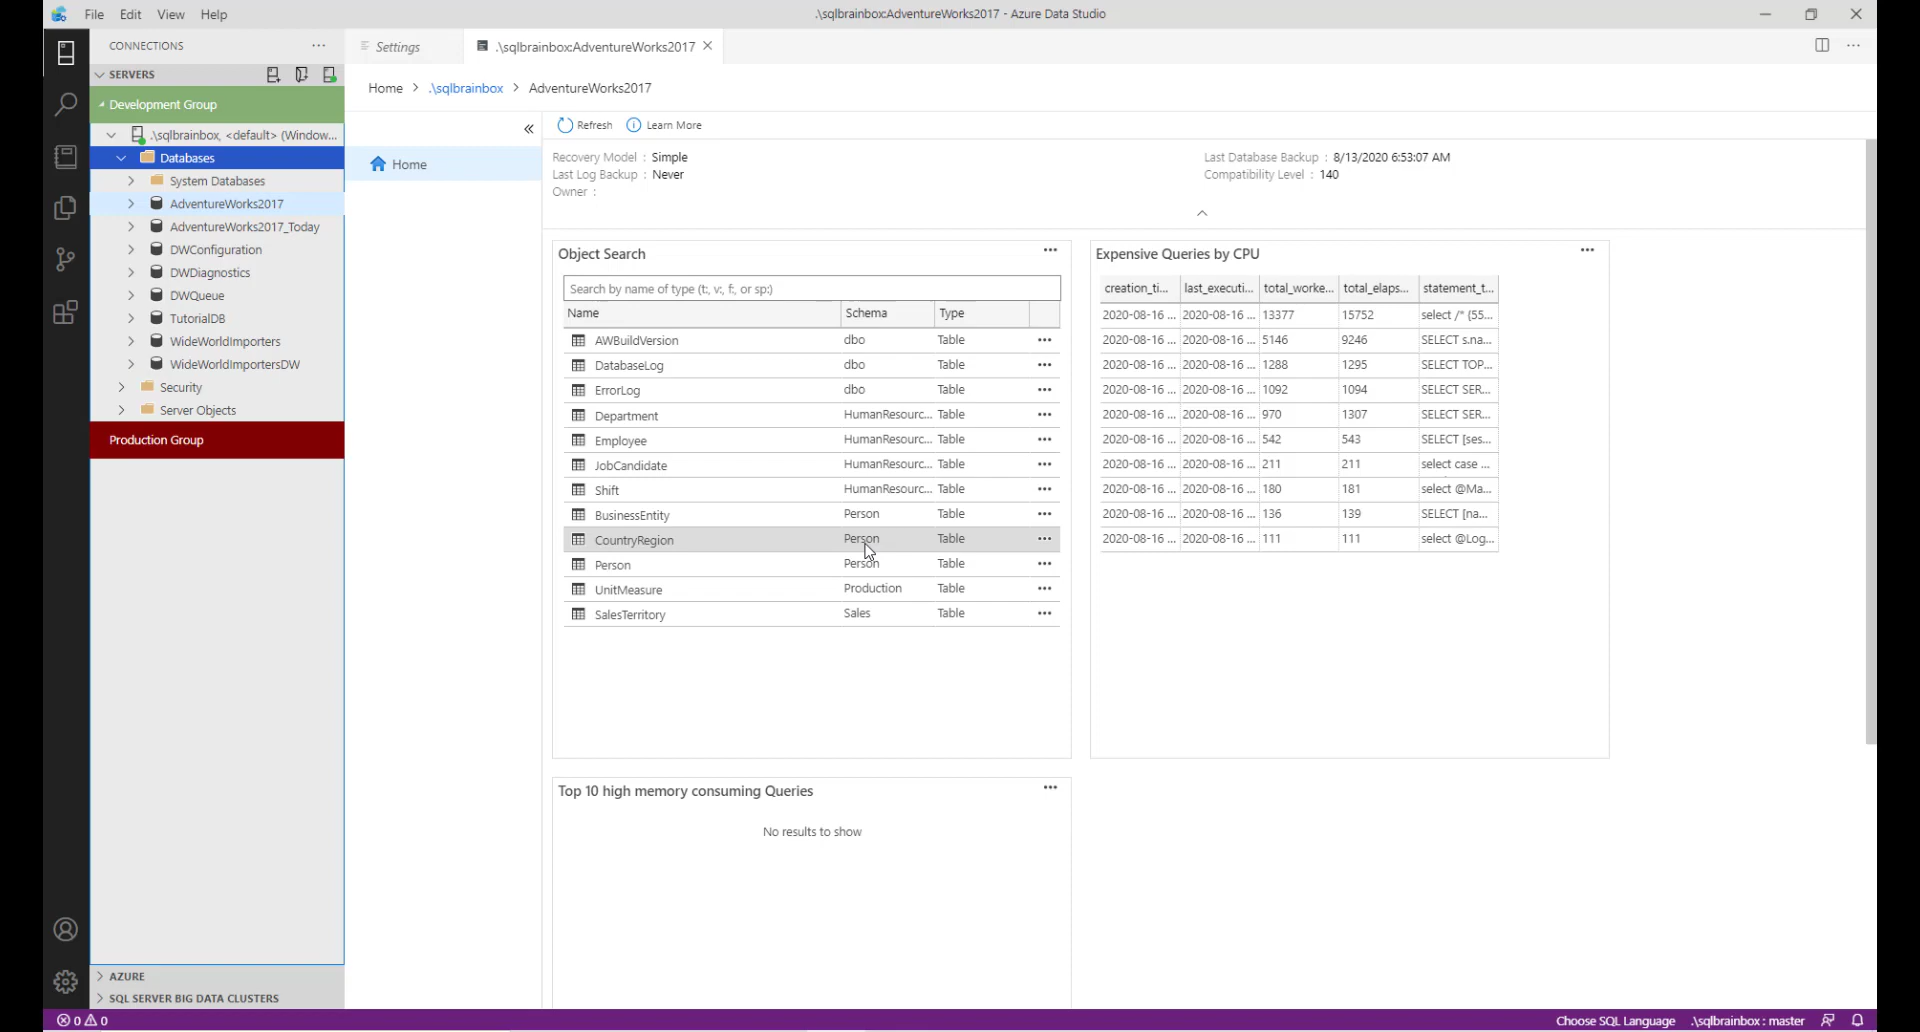 File Edit View Help
.\sqlbrainbox:AdventureWorks2017 - Azure Data Studio
CONNECTIONS
SERVERS
Development Group
.\sqlbrainbox, <default> (Window...
Databases
System Databases
AdventureWorks2017
AdventureWorks2017_Today
DWConfiguration
DWDiagnostics
DWQueue
TutorialDB
WideWorldImporters
WideWorldImportersDW
Security
Server Objects
Production Group
AZURE
SQL SERVER BIG DATA CLUSTERS
Settings
.\sqlbrainbox:AdventureWorks2017
Home > .\sqlbrainbox > AdventureWorks2017
Home
Refresh Learn More
Recovery Model : Simple
Last Log Backup : Never
Owner :
Last Database Backup : 8/13/2020 6:53:07 AM
Compatibility Level : 140
Object Search
Search by name of type (t:, v:, f:, or sp:)
Name Schema Type
AWBuildVersion dbo Table
DatabaseLog dbo Table
ErrorLog dbo Table
Department HumanResourc... Table
Employee HumanResourc... Table
JobCandidate HumanResourc... Table
Shift HumanResourc... Table
BusinessEntity Person Table
CountryRegion Person Table
Person Person Table
UnitMeasure Production Table
SalesTerritory Sales Table
Expensive Queries by CPU
creation_ti... last_executi... total_worke... total_elaps... statement_t...
2020-08-16 ... 2020-08-16 ... 13377 15752 select /* (55...
2020-08-16 ... 2020-08-16 ... 5146 9246 SELECT s.na...
2020-08-16 ... 2020-08-16 ... 1288 1295 SELECT TOP...
2020-08-16 ... 2020-08-16 ... 1092 1094 SELECT SER...
2020-08-16 ... 2020-08-16 ... 970 1307 SELECT SER...
2020-08-16 ... 2020-08-16 ... 542 543 SELECT [ses...
2020-08-16 ... 2020-08-16 ... 211 211 select case ...
2020-08-16 ... 2020-08-16 ... 180 181 select @Ma...
2020-08-16 ... 2020-08-16 ... 136 139 SELECT [na...
2020-08-16 ... 2020-08-16 ... 111 111 select @Log...
Top 10 high memory consuming Queries
No results to show
0 0
Choose SQL Language .\sqlbrainbox : master